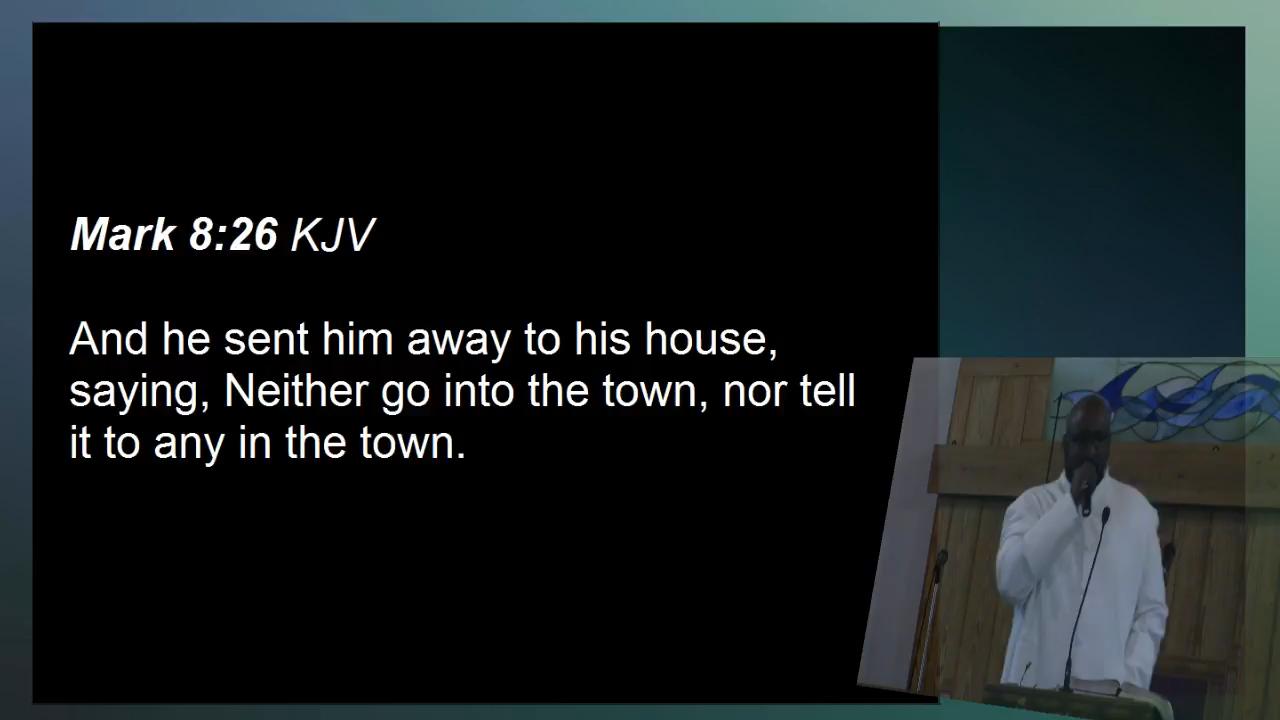 Mark 8:26 KJV
And he sent him away to his house,
saying, Neither go into the town, nor tell
it to any in the town.